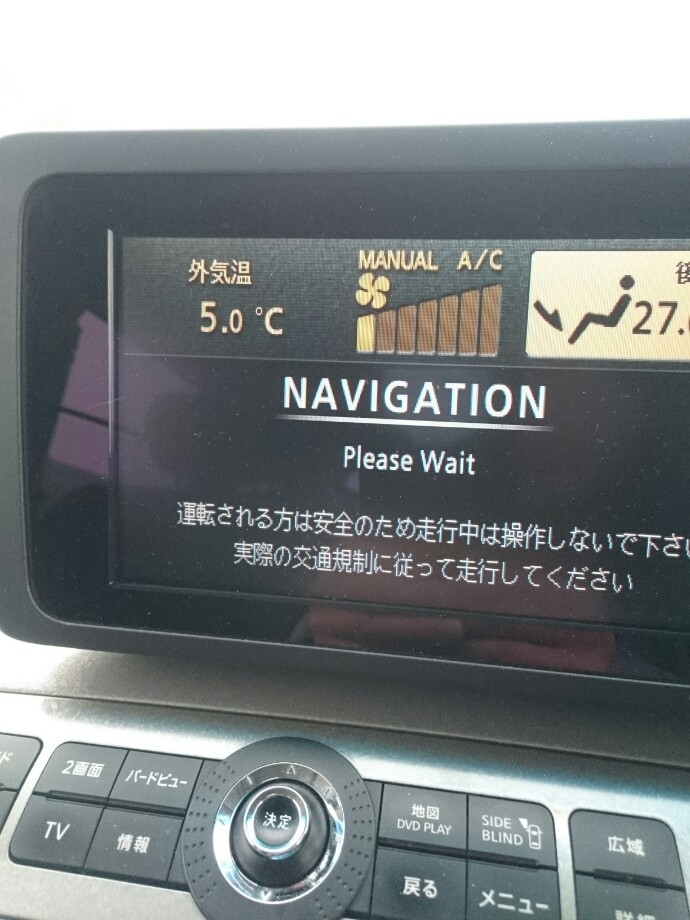 外気温
5.0 ℃
MANUAL A/C
27.
NAVIGATION
Please Wait
運転される方は安全のため走行中は操作しないで下さ
実際の交通規制に従って走行してください
2画面
バードビュー
TV
情報
決定
地図
DVD PLAY
SIDE
BLIND
戻る
メニュー
広域